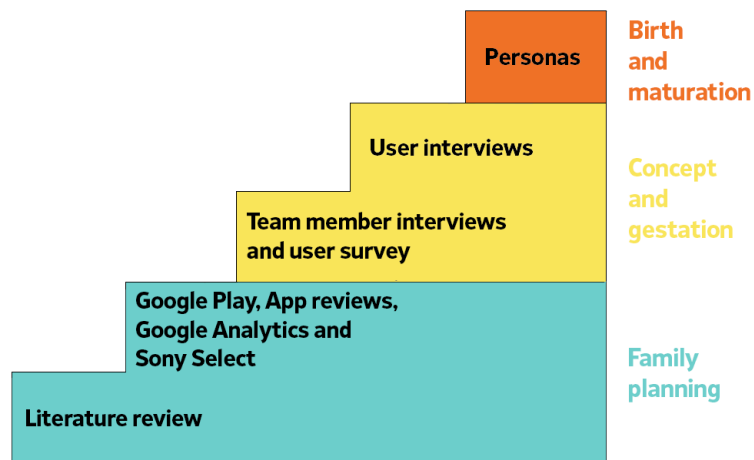 Personas
Birth
and
maturation
User interviews
Concept
and
gestation
Team member interviews
and user survey
Google Play, App reviews,
Google Analytics and
Sony Select
Family
planning
Literature review